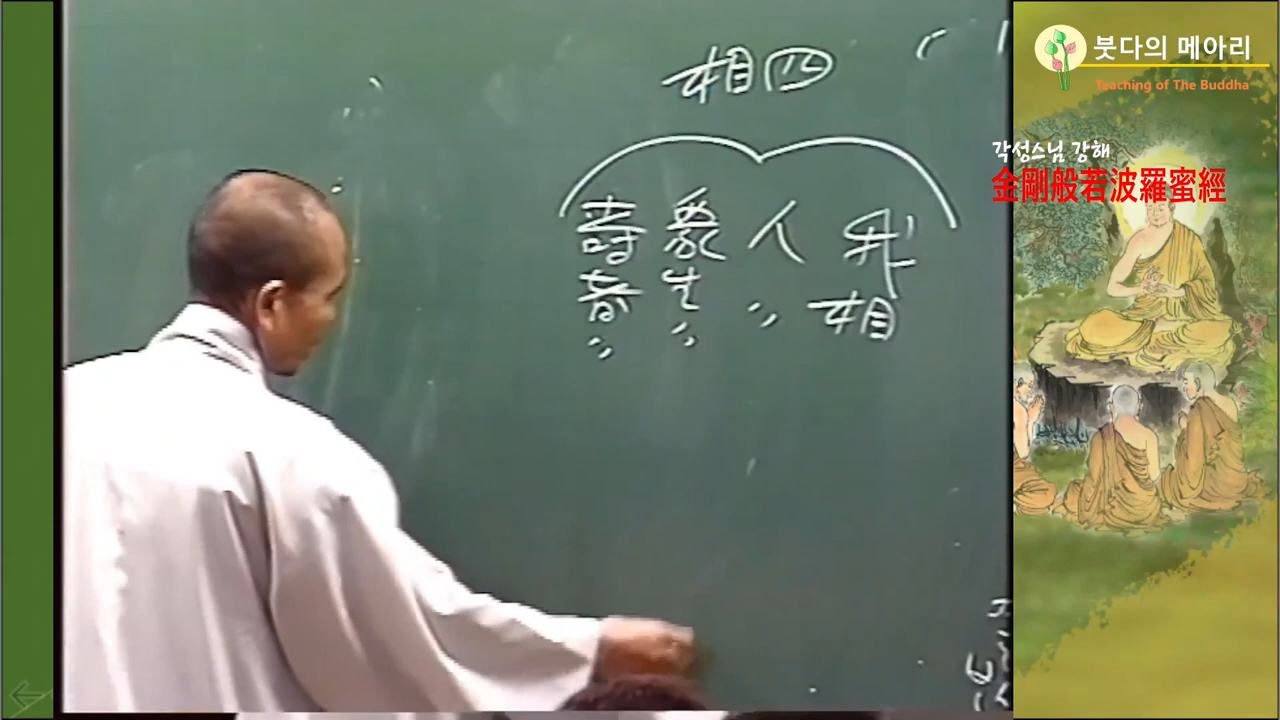 相四
我相
人〃
衆生〃
壽者〃
붓다의 메아리
Teaching of The Buddha
각성스님 강해
金剛般若波羅蜜經